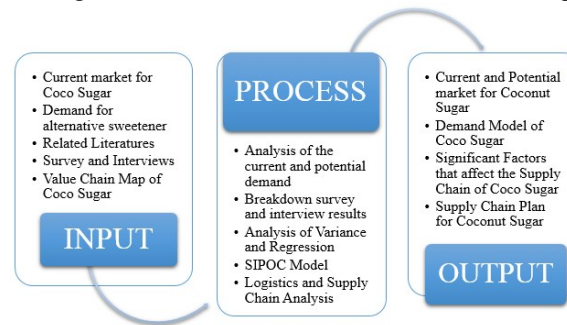 • Current market for
Coco Sugar
• Demand for
alternative sweetener
• Related Literatures
• Survey and Interviews
• Value Chain Map of
Coco Sugar
INPUT
PROCESS
• Analysis of the
current and potential
demand
• Breakdown survey
and interview results
• Analysis of Variance
and Regression
• SIPOC Model
• Logistics and Supply
Chain Analysis
• Current and Potential
market for Coconut
Sugar
• Demand Model of
Coco Sugar
• Significant Factors
that affect the Supply
Chain of Coco Sugar
• Supply Chain Plan
for Coconut Sugar
OUTPUT